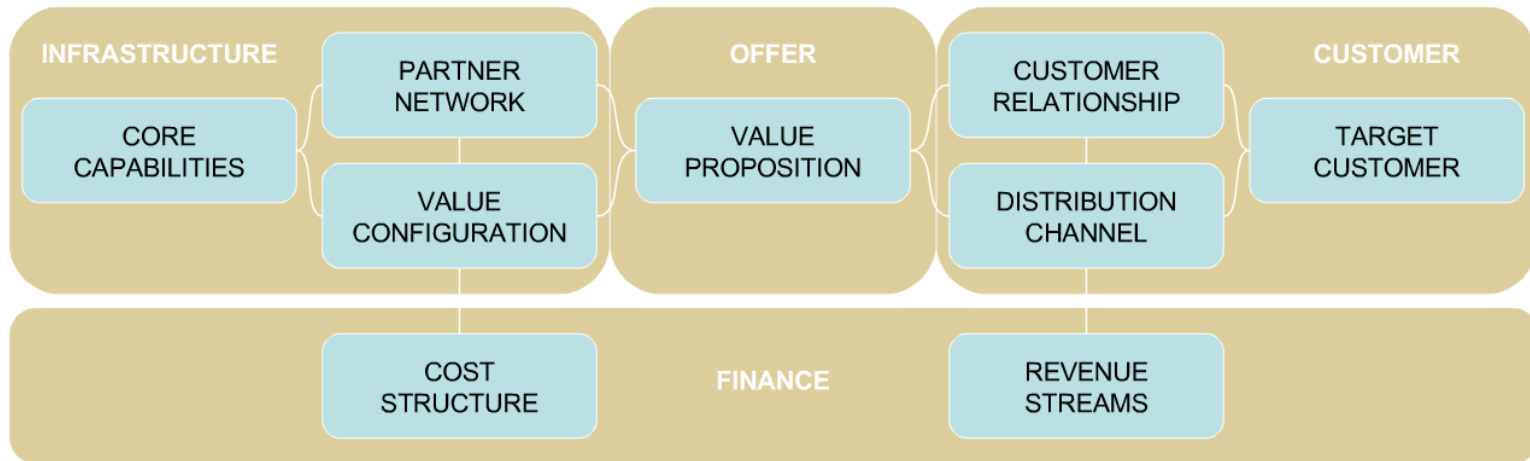 INFRASTRUCTURE
CORE
CAPABILITIES
PARTNER
NETWORK
VALUE
CONFIGURATION
OFFER
VALUE
PROPOSITION
CUSTOMER
CUSTOMER
RELATIONSHIP
DISTRIBUTION
CHANNEL
TARGET
CUSTOMER
COST
STRUCTURE
FINANCE
REVENUE
STREAMS